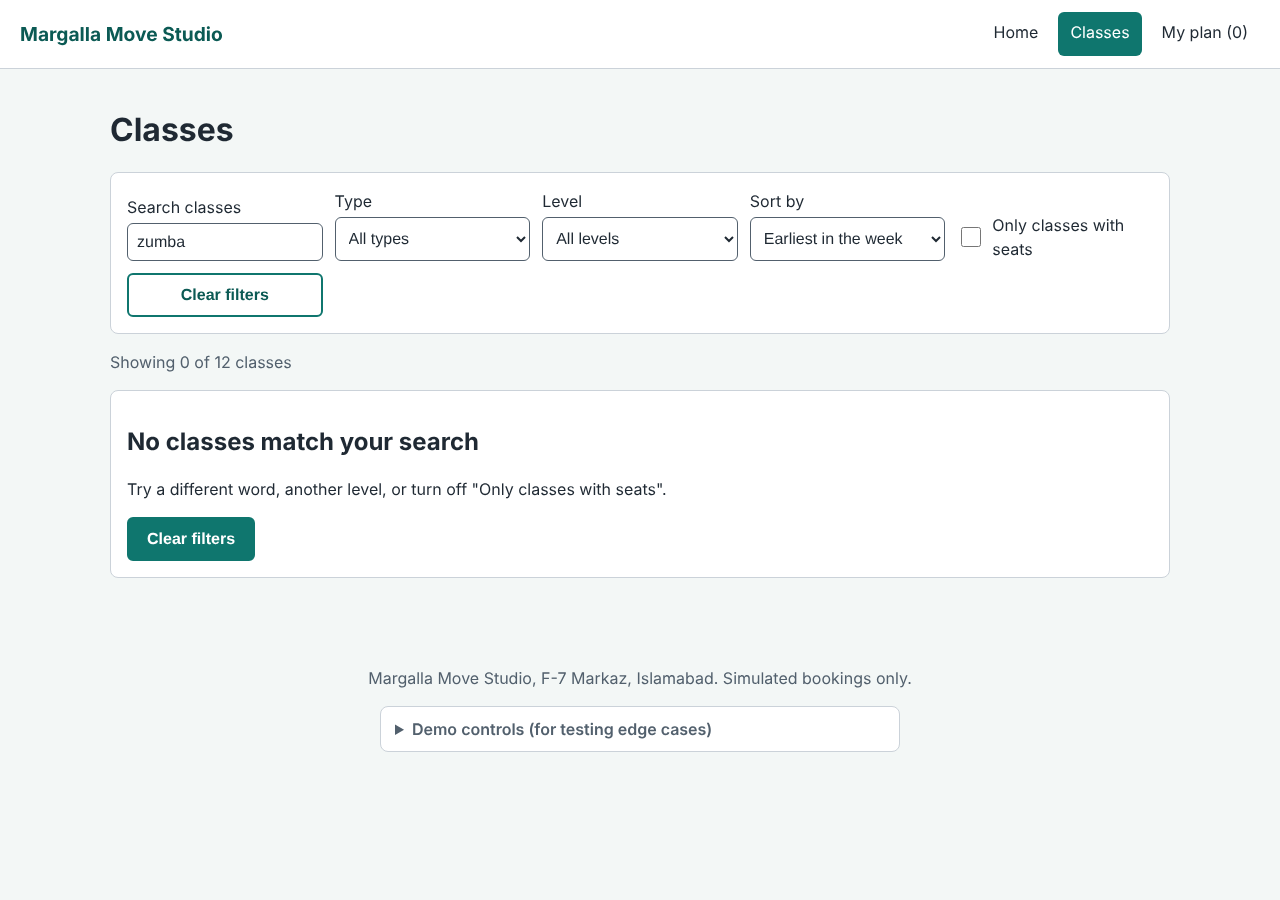 Margalla Move Studio
Home
Classes
My plan (0)
Classes
Search classes
zumba
Type
All types
Level
All levels
Sort by
Earliest in the week
Only classes with
seats
Clear filters
Showing 0 of 12 classes
No classes match your search
Try a different word, another level, or turn off "Only classes with seats".
Clear filters
Margalla Move Studio, F-7 Markaz, Islamabad. Simulated bookings only.
Demo controls (for testing edge cases)